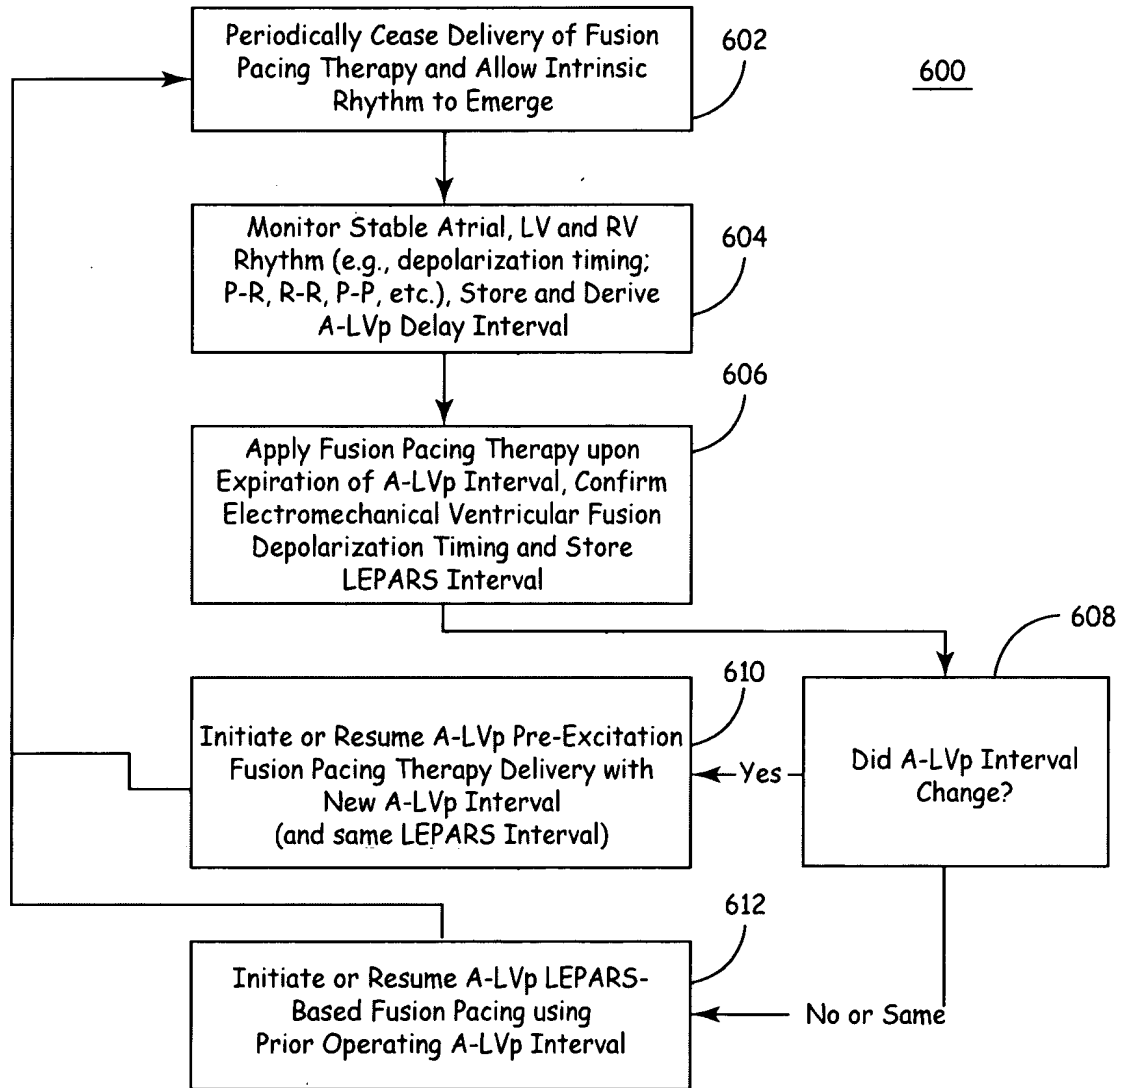 Periodically Cease Delivery of Fusion
Pacing Therapy and Allow Intrinsic
Rhythm to Emerge
602
600
Monitor Stable Atrial, LV and RV
Rhythm (e.g., depolarization timing;
P-R, R-R, P-P, etc.), Store and Derive
A-LVp Delay Interval
604
606
Apply Fusion Pacing Therapy upon
Expiration of A-LVp Interval, Confirm
Electromechanical Ventricular Fusion
Depolarization Timing and Store
LEPARS Interval
608
610
Initiate or Resume A-LVp Pre-Excitation
Fusion Pacing Therapy Delivery with
New A-LVp Interval
(and same LEPARS Interval)
Yes
Did A-LVp Interval
Change?
612
Initiate or Resume A-LVp LEPARS-
Based Fusion Pacing using
Prior Operating A-LVp Interval
No or Same